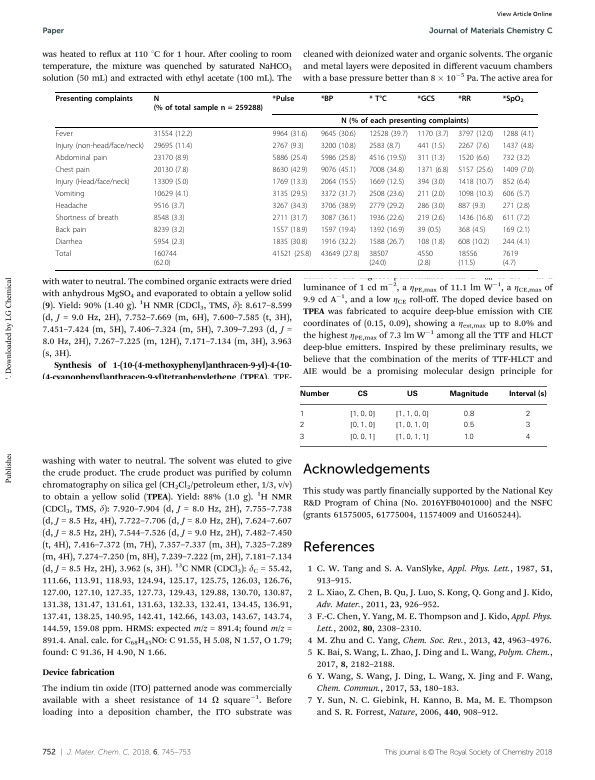 View Article Online
Paper
Journal of Materials Chemistry C
was heated to reflux at 110 °C for 1 hour. After cooling to room
temperature, the mixture was quenched by saturated NaHCO3
solution (50 mL) and extracted with ethyl acetate (100 mL). The
cleaned with deionized water and organic solvents. The organic
and metal layers were deposited in different vacuum chambers
with a base pressure better than 8 × 10−5 Pa. The active area for
Presenting complaints N *Pulse *BP * T°C *GCS *RR *SpO2
(% of total sample n = 259288)
N (% of each presenting complaints)
Fever 31554 (12.2) 9964 (31.6) 9645 (30.6) 12528 (39.7) 1170 (3.7) 3797 (12.0) 1288 (4.1)
Injury (non-head/face/neck) 29695 (11.4) 2767 (9.3) 3200 (10.8) 2583 (8.7) 441 (1.5) 2267 (7.6) 1437 (4.8)
Abdominal pain 23170 (8.9) 5886 (25.4) 5986 (25.8) 4516 (19.5)) 311 (1.3) 1520 (6.6) 732 (3.2)
Chest pain 20130 (7.8) 8630 (42.9) 9076 (45.1) 7008 (34.8) 1371 (6.8) 5157 (25.6) 1409 (7.0)
Injury (Head/face/neck) 13309 (5.0) 1769 (13.3) 2064 (15.5) 1669 (12.5) 394 (3.0) 1418 (10.7) 852 (6.4)
Vomiting 10629 (4.1) 3135 (29.5) 3372 (31.7) 2508 (23.6) 211 (2.0) 1098 (10.3) 606 (5.7)
Headache 9516 (3.7) 3267 (34.3) 3706 (38.9) 2779 (29.2) 286 (3.0) 887 (9.3) 271 (2.8)
Shortness of breath 8548 (3.3) 2711 (31.7) 3087 (36.1) 1936 (22.6) 219 (2.6) 1436 (16.8) 611 (7.2)
Back pain 8239 (3.2) 1557 (18.9) 1597 (19.4) 1392 (16.9) 39 (0.5) 368 (4.5) 169 (2.1)
Diarrhea 5954 (2.3) 1835 (30.8) 1916 (32.2) 1588 (26.7) 108 (1.8) 608 (10.2) 244 (4.1)
Total 160744 41521 (25.8) 43649 (27.8) 38507 4550 18556 7619
(62.0) (24.0) (2.8) (11.5) (4.7)
with water to neutral. The combined organic extracts were dried
with anhydrous MgSO4 and evaporated to obtain a yellow solid
(9). Yield: 90% (1.40 g). 1H NMR (CDCl3, TMS, δ): 8.617–8.599
(d, J = 9.0 Hz, 2H), 7.752–7.669 (m, 6H), 7.600–7.585 (t, 3H),
7.451–7.424 (m, 5H), 7.406–7.324 (m, 5H), 7.309–7.293 (d, J =
8.0 Hz, 2H), 7.267–7.225 (m, 12H), 7.171–7.134 (m, 3H), 3.963
(s, 3H).
Synthesis of 1-(10-(4-methoxyphenyl)anthracen-9-yl)-4-(10-
(4-cyanophenyl)anthracen-9-yl)tetraphenylethene (TPEA). TPE-
luminance of 1 cd m−2, a ηPE,max of 11.1 lm W−1, a ηCE,max of
9.9 cd A−1, and a low ηCE roll-off. The doped device based on
TPEA was fabricated to acquire deep-blue emission with CIE
coordinates of (0.15, 0.09), showing a ηext,max up to 8.0% and
the highest ηPE,max of 7.3 lm W−1 among all the TTF and HLCT
deep-blue emitters. Inspired by these preliminary results, we
believe that the combination of the merits of TTF-HLCT and
AIE would be a promising molecular design principle for
Number CS US Magnitude Interval (s)
1 [1, 0, 0] [1, 1, 0, 0] 0.8 2
2 [0, 1, 0] [1, 0, 1, 0] 0.5 3
3 [0, 0, 1] [1, 0, 1, 1] 1.0 4
washing with water to neutral. The solvent was eluted to give
the crude product. The crude product was purified by column
chromatography on silica gel (CH2Cl2/petroleum ether, 1/3, v/v)
to obtain a yellow solid (TPEA). Yield: 88% (1.0 g). 1H NMR
(CDCl3, TMS, δ): 7.920–7.904 (d, J = 8.0 Hz, 2H), 7.755–7.738
(d, J = 8.5 Hz, 4H), 7.722–7.706 (d, J = 8.0 Hz, 2H), 7.624–7.607
(d, J = 8.5 Hz, 2H), 7.544–7.526 (d, J = 9.0 Hz, 2H), 7.482–7.450
(t, 4H), 7.416–7.372 (m, 7H), 7.357–7.337 (m, 3H), 7.325–7.289
(m, 4H), 7.274–7.250 (m, 8H), 7.239–7.222 (m, 2H), 7.181–7.134
(d, J = 8.5 Hz, 2H), 3.962 (s, 3H). 13C NMR (CDCl3): δC = 55.42,
111.66, 113.91, 118.93, 124.94, 125.17, 125.75, 126.03, 126.76,
127.00, 127.10, 127.35, 127.73, 129.43, 129.88, 130.70, 130.87,
131.38, 131.47, 131.61, 131.63, 132.33, 132.41, 134.45, 136.91,
137.41, 138.25, 140.95, 142.41, 142.66, 143.03, 143.67, 143.74,
144.59, 159.08 ppm. HRMS: expected m/z = 891.4; found m/z =
891.4. Anal. calc. for C68H45NO: C 91.55, H 5.08, N 1.57, O 1.79;
found: C 91.36, H 4.90, N 1.66.
Device fabrication
The indium tin oxide (ITO) patterned anode was commercially
available with a sheet resistance of 14 Ω square−1. Before
loading into a deposition chamber, the ITO substrate was
Acknowledgements
This study was partly financially supported by the National Key
R&D Program of China (No. 2016YFB0401000) and the NSFC
(grants 61575005, 61775004, 11574009 and U1605244).
References
1 C. W. Tang and S. A. VanSlyke, Appl. Phys. Lett., 1987, 51,
913–915.
2 L. Xiao, Z. Chen, B. Qu, J. Luo, S. Kong, Q. Gong and J. Kido,
Adv. Mater., 2011, 23, 926–952.
3 F.-C. Chen, Y. Yang, M. E. Thompson and J. Kido, Appl. Phys.
Lett., 2002, 80, 2308–2310.
4 M. Zhu and C. Yang, Chem. Soc. Rev., 2013, 42, 4963–4976.
5 K. Bai, S. Wang, L. Zhao, J. Ding and L. Wang, Polym. Chem.,
2017, 8, 2182–2188.
6 Y. Wang, S. Wang, J. Ding, L. Wang, X. Jing and F. Wang,
Chem. Commun., 2017, 53, 180–183.
7 Y. Sun, N. C. Giebink, H. Kanno, B. Ma, M. E. Thompson
and S. R. Forrest, Nature, 2006, 440, 908–912.
. Downloaded by LG Chemical
Publishe
752 | J. Mater. Chem. C, 2018, 6, 745–753
This journal is © The Royal Society of Chemistry 2018